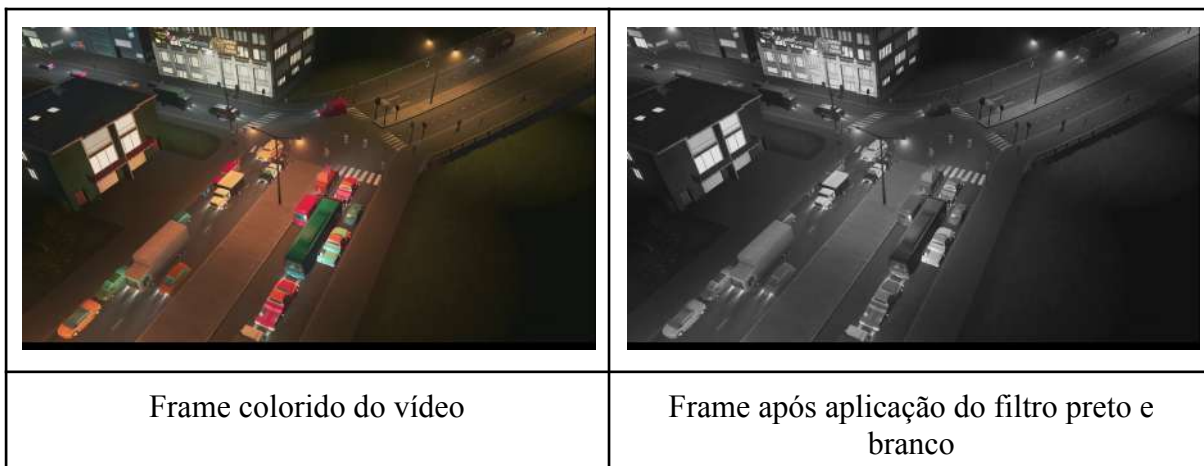 Frame colorido do vídeo
Frame após aplicação do filtro preto e
branco